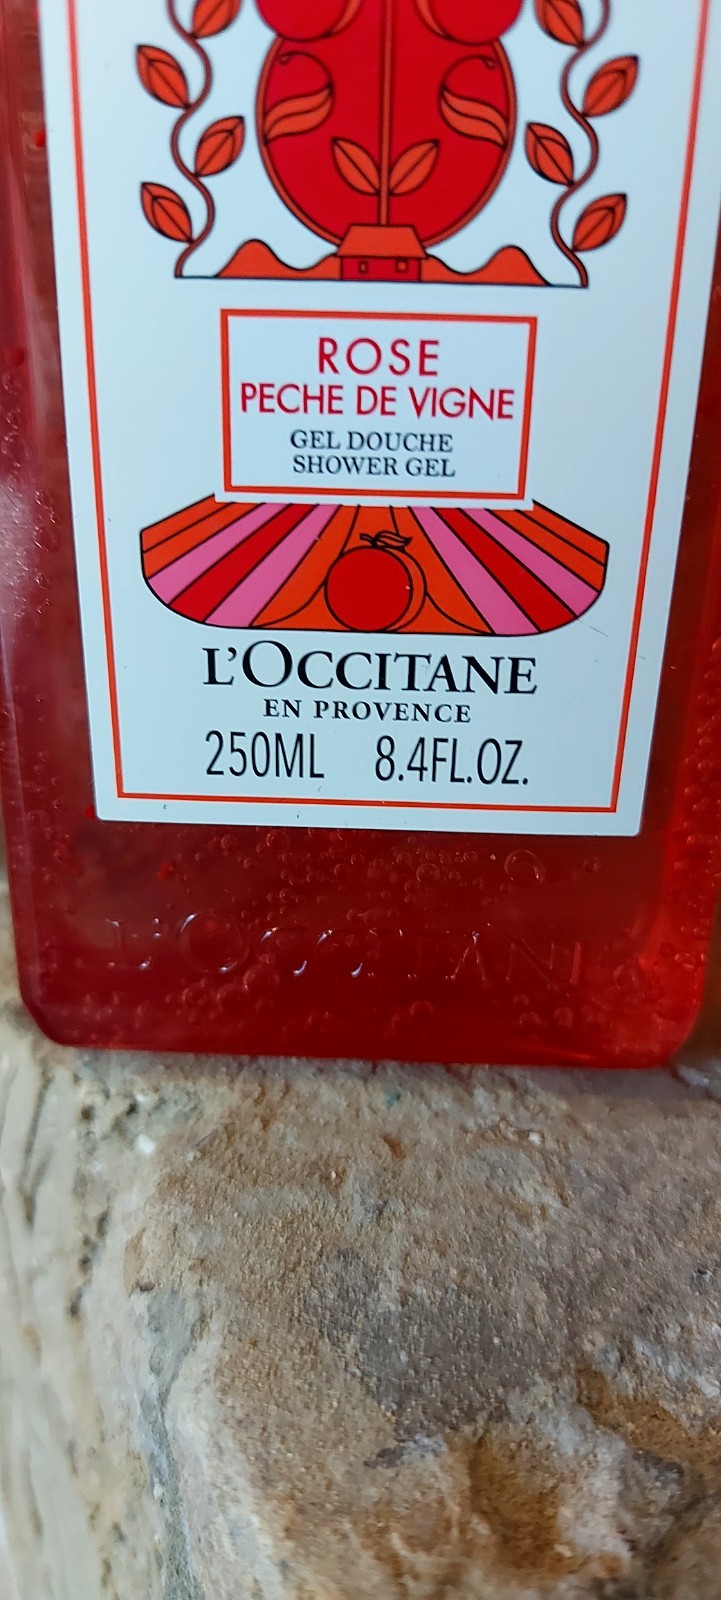 ROSE
PECHE DE VIGNE
GEL DOUCHE
SHOWER GEL
L'OCCITANE
EN PROVENCE
250ML 8.4FL.OZ.
L'OCCITANE